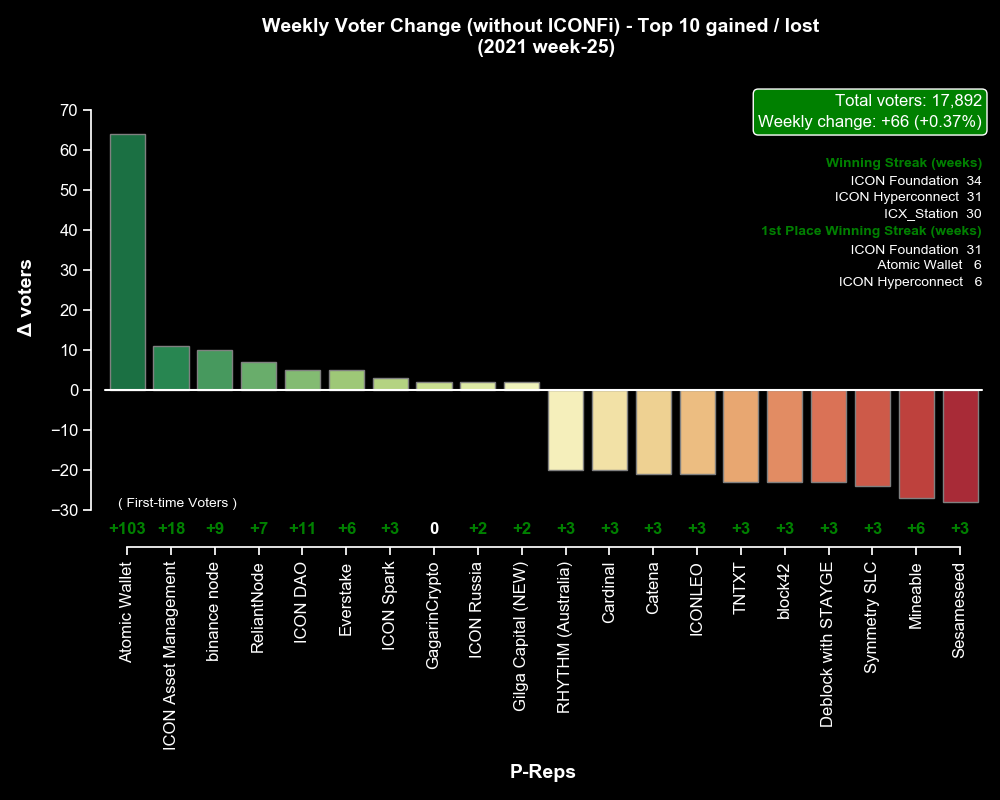 Weekly Voter Change (without ICONFi) - Top 10 gained / lost
(2021 week-25)
Total voters: 17,892
Weekly change: +66 (+0.37%)
Winning Streak (weeks)
ICON Foundation 34
ICON Hyperconnect 31
ICX_Station 30
1st Place Winning Streak (weeks)
ICON Foundation 31
Atomic Wallet 6
ICON Hyperconnect 6
Δ voters
70
60
50
40
30
20
10
0
−10
−20
−30
( First-time Voters )
+103 +18 +9 +7 +11 +6 +3 0 +2 +2 +3 +3 +3 +3 +3 +3 +3 +3 +6 +3
Atomic Wallet
ICON Asset Management
binance node
ReliantNode
ICON DAO
Everstake
ICON Spark
GagarinCrypto
ICON Russia
Gilga Capital (NEW)
RHYTHM (Australia)
Cardinal
Catena
ICONLEO
TNTXT
block42
Deblock with STAYGE
Symmetry SLC
Mineable
Sesameseed
P-Reps